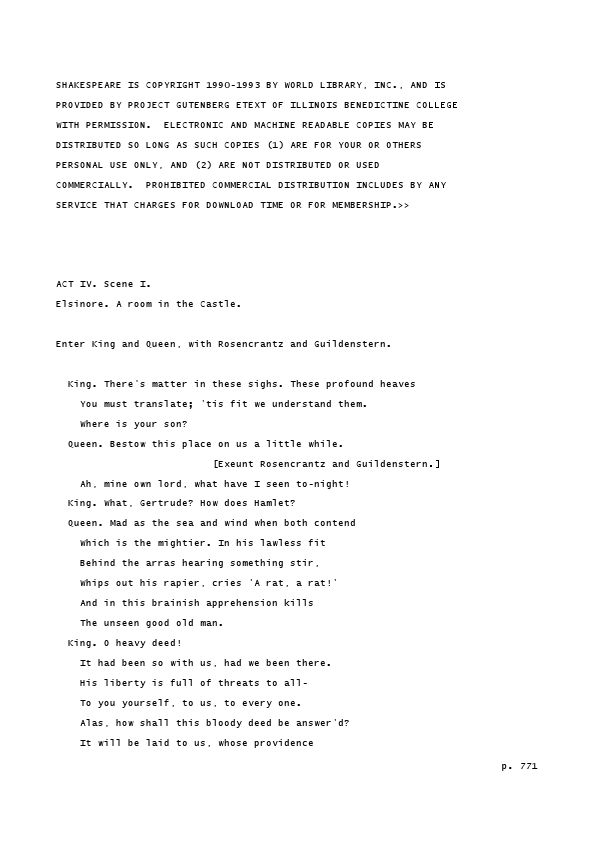 SHAKESPEARE IS COPYRIGHT 1990-1993 BY WORLD LIBRARY, INC., AND IS
PROVIDED BY PROJECT GUTENBERG ETEXT OF ILLINOIS BENEDICTINE COLLEGE
WITH PERMISSION.  ELECTRONIC AND MACHINE READABLE COPIES MAY BE
DISTRIBUTED SO LONG AS SUCH COPIES (1) ARE FOR YOUR OR OTHERS
PERSONAL USE ONLY, AND (2) ARE NOT DISTRIBUTED OR USED
COMMERCIALLY.  PROHIBITED COMMERCIAL DISTRIBUTION INCLUDES BY ANY
SERVICE THAT CHARGES FOR DOWNLOAD TIME OR FOR MEMBERSHIP.>>
ACT IV. Scene I.
Elsinore. A room in the Castle.
Enter King and Queen, with Rosencrantz and Guildenstern.
King. There's matter in these sighs. These profound heaves
You must translate; 'tis fit we understand them.
Where is your son?
Queen. Bestow this place on us a little while.
[Exeunt Rosencrantz and Guildenstern.]
Ah, mine own lord, what have I seen to-night!
King. What, Gertrude? How does Hamlet?
Queen. Mad as the sea and wind when both contend
Which is the mightier. In his lawless fit
Behind the arras hearing something stir,
Whips out his rapier, cries 'A rat, a rat!'
And in this brainish apprehension kills
The unseen good old man.
King. O heavy deed!
It had been so with us, had we been there.
His liberty is full of threats to all-
To you yourself, to us, to every one.
Alas, how shall this bloody deed be answer'd?
It will be laid to us, whose providence
p. 771